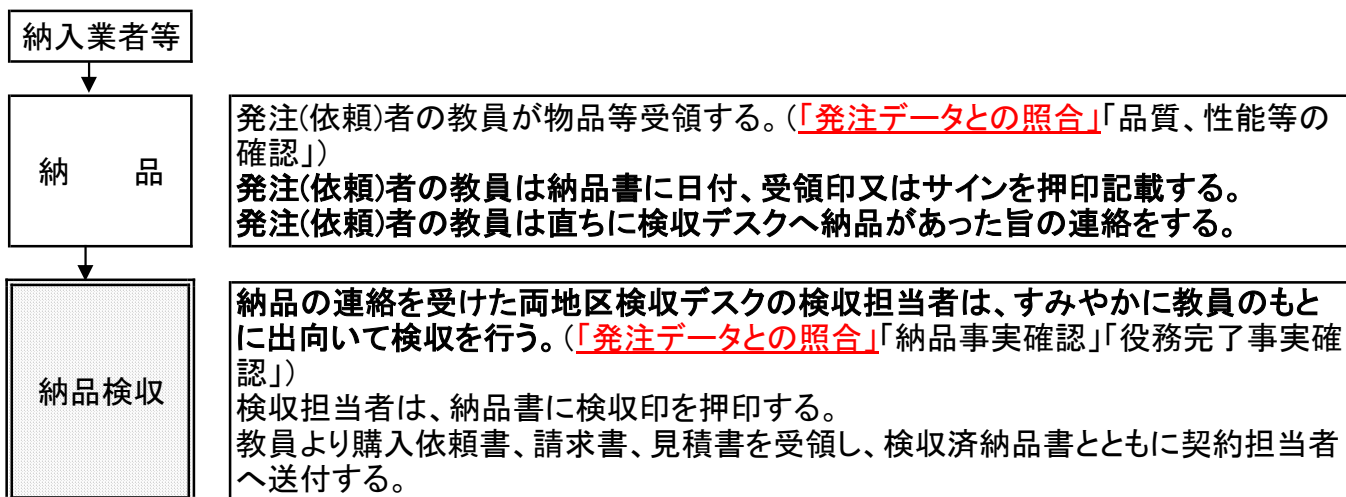 納入業者等
納　　品
発注(依頼)者の教員が物品等受領する。(「発注データとの照合」「品質、性能等の
確認」)
発注(依頼)者の教員は納品書に日付、受領印又はサインを押印記載する。
発注(依頼)者の教員は直ちに検収デスクへ納品があった旨の連絡をする。
納品検収
納品の連絡を受けた両地区検収デスクの検収担当者は、すみやかに教員のもと
に出向いて検収を行う。(「発注データとの照合」「納品事実確認」「役務完了事実確
認」)
検収担当者は、納品書に検収印を押印する。
教員より購入依頼書、請求書、見積書を受領し、検収済納品書とともに契約担当者
へ送付する。